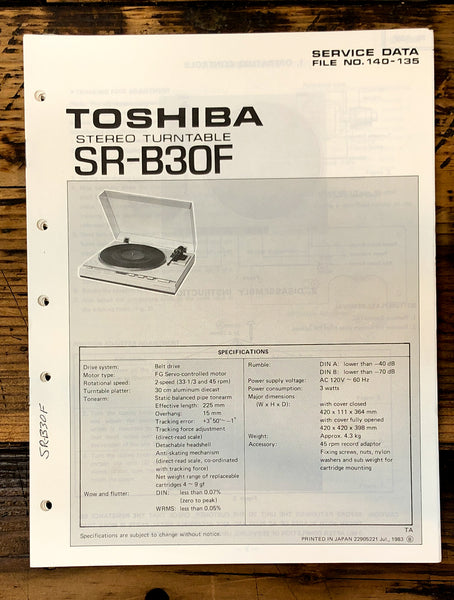 SERVICE DATA
FILE NO. 140-135
TOSHIBA
STEREO TURNTABLE
SR-B30F
SPECIFICATIONS
Drive system: Belt drive
Motor type: FG Servo-controlled motor
Rotational speed: 2-speed (33-1/3 and 45 rpm)
Turntable platter: 30 cm aluminum diecast
Tonearm: Static-balanced pipe tonearm
Effective length: 225 mm
Overhang: 15 mm
Tracking error: +3°50'~-1°
Tracking force adjustment
(direct-read scale)
Detachable headshell
Anti-skating mechanism
(direct-read scale, co-ordinated
with tracking force)
Net weight range of replaceable
cartridges 4 ~ 9 gf
Wow and flutter: DIN: less than 0.07%
(zero to peak)
WRMS: less than 0.05%
Rumble: DIN A: lower than -40 dB
DIN B: lower than -70 dB
Power supply voltage: AC 120V ~ 60 Hz
Power consumption: 3 watts
Major dimensions
(W x H x D): with cover closed
420 x 111 x 364 mm
with cover fully opened
420 x 420 x 398 mm
Weight: Approx. 4.3 kg
Accessory: 45 rpm record adaptor
Fixing screws, nuts, nylon
washers and sub weight for
cartridge mounting
TA
Specifications are subject to change without notice.
PRINTED IN JAPAN 22905221 Jul., 1983 Ⓑ
SR-B30F